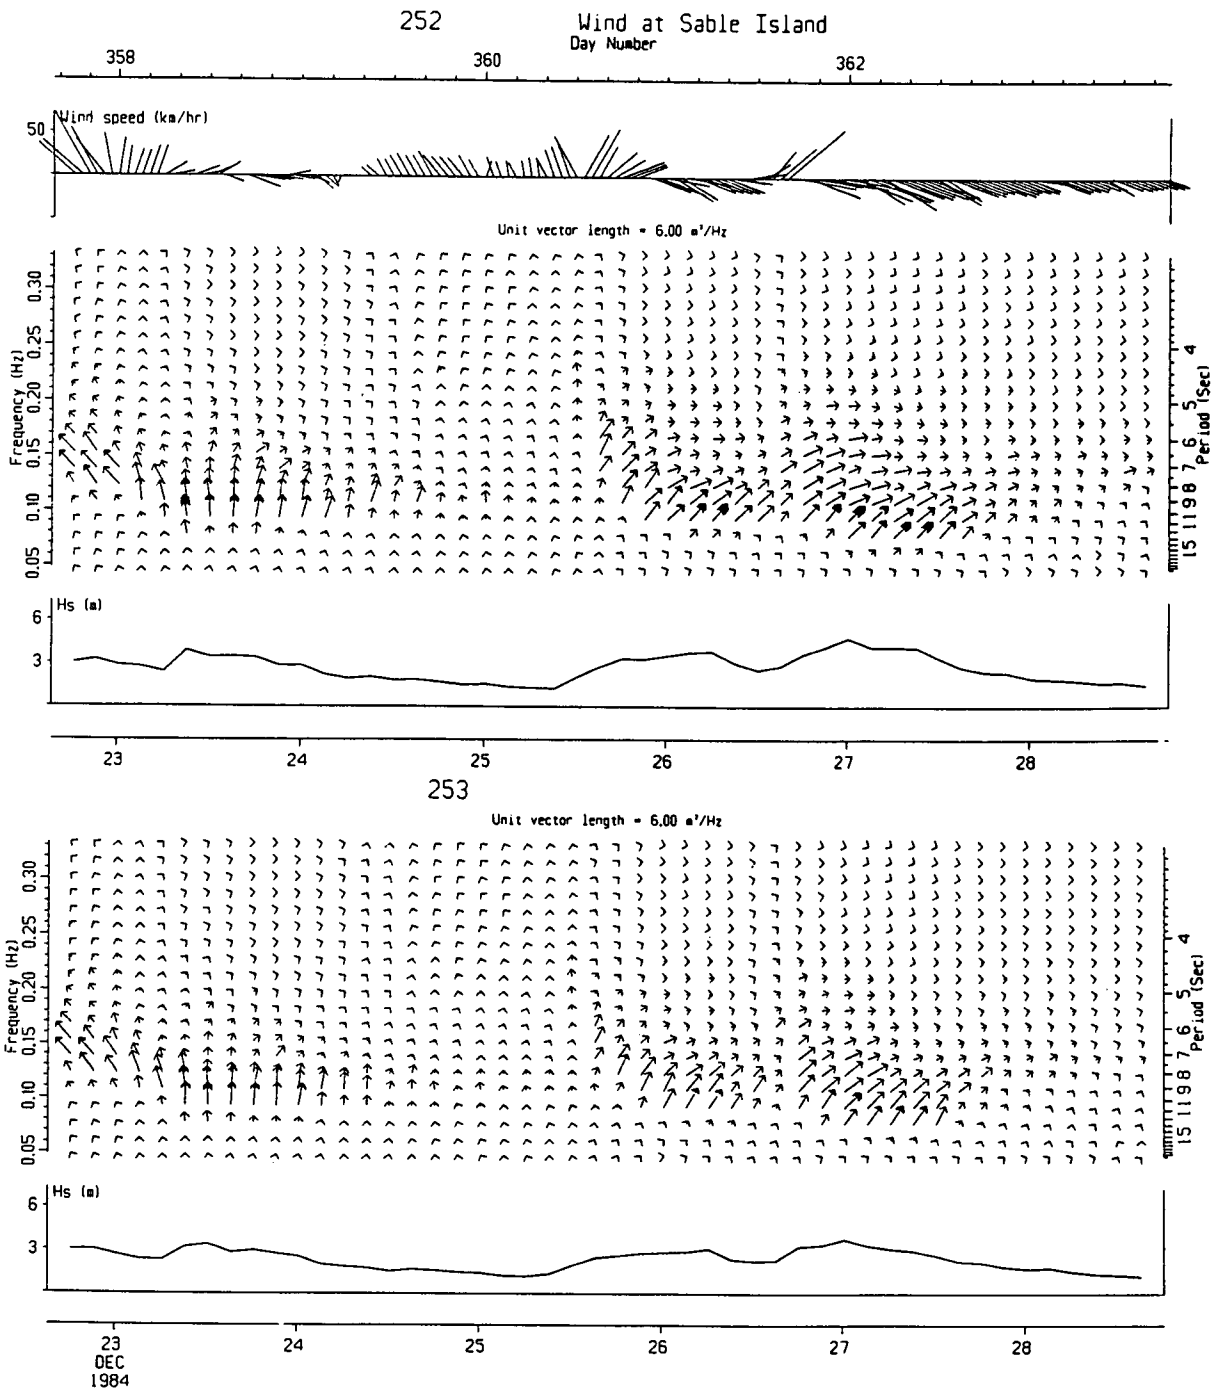 252 Wind at Sable Island
Day Number
358 360 362
50 Wind speed (km/hr)
Unit vector length = 6.00 m²/Hz
Frequency (Hz)
0.30
0.25
0.20
0.15
0.10
0.05
4
5
6
7
8
9
11
15
Period (Sec)
Hs (m)
6
3
23 24 25 26 27 28
253
Unit vector length = 6.00 m²/Hz
Frequency (Hz)
0.30
0.25
0.20
0.15
0.10
0.05
4
5
6
7
8
9
11
15
Period (Sec)
Hs (m)
6
3
23 24 25 26 27 28
DEC
1984